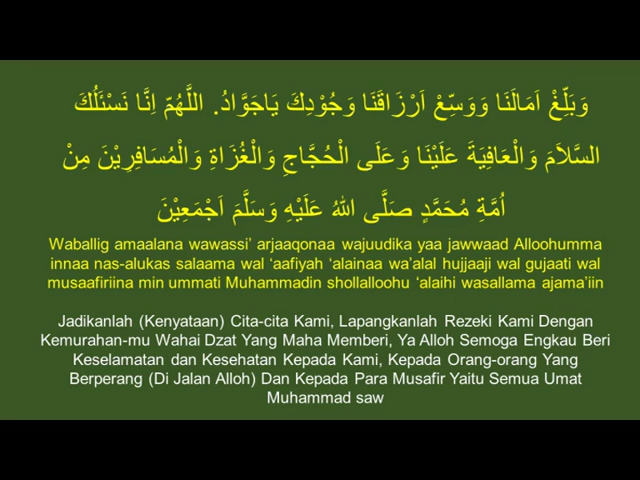 وَبَلِّغْ اَمَالَنَا وَوَسِّعْ اَرْزَاقَنَا وَجُوْدِكَ يَاجَوَّادُ. اللَّهُمّ اِنَّا نَسْئَلُكَ
السَّلاَمَ وَالْعَافِيَةَ عَلَيْنَا وَعَلَى الْحُجَّاجِ وَالْغُزَاةِ وَالْمُسَافِرِيْنَ مِنْ
اُمَّةِ مُحَمَّدٍ صَلَّى اللهُ عَلَيْهِ وَسَلَّمَ اَجْمَعِيْنَ
Waballig amaalana wawassi’ arjaaqonaa wajuudika yaa jawwaad Alloohumma
innaa nas-alukas salaama wal ‘aafiyah ‘alainaa wa’alal hujjaaji wal gujaati wal
musaafiriina min ummati Muhammadin shollalloohu ‘alaihi wasallama ajama’iin
Jadikanlah (Kenyataan) Cita-cita Kami, Lapangkanlah Rezeki Kami Dengan
Kemurahan-mu Wahai Dzat Yang Maha Memberi, Ya Alloh Semoga Engkau Beri
Keselamatan dan Kesehatan Kepada Kami, Kepada Orang-orang Yang
Berperang (Di Jalan Alloh) Dan Kepada Para Musafir Yaitu Semua Umat
Muhammad saw